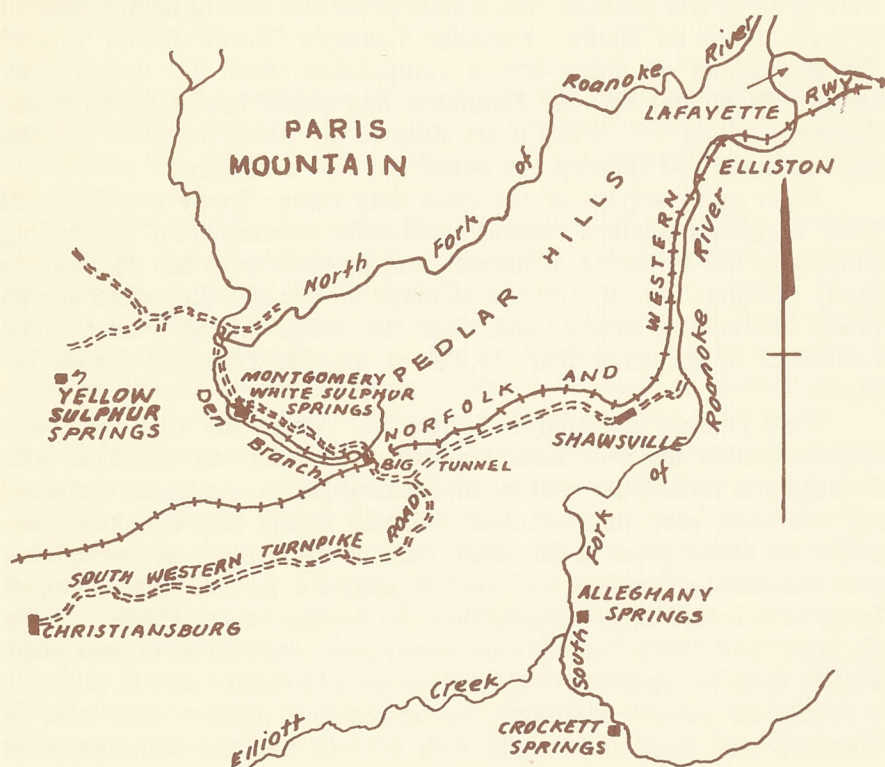 North Fork of Roanoke River
PARIS
MOUNTAIN
LAFAYETTE
ELLISTON
PEDLAR HILLS
NORFOLK AND WESTERN RWY
YELLOW
SULPHUR
SPRINGS
MONTGOMERY
WHITE SULPHUR
SPRINGS
Den Branch
BIG TUNNEL
SHAWSVILLE
South Fork of Roanoke River
SOUTH WESTERN TURNPIKE ROAD
CHRISTIANSBURG
ALLEGHANY
SPRINGS
Elliott Creek
CROCKETT
SPRINGS